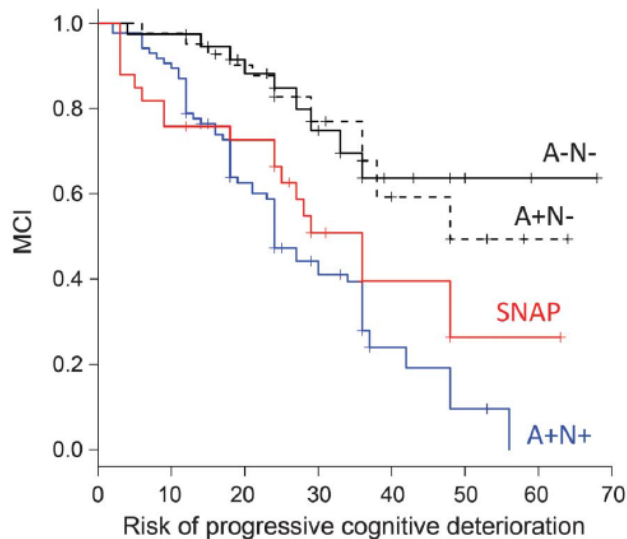 1.0
0.8
0.6
0.4
0.2
0.0
MCI
A-N-
A+N-
SNAP
A+N+
0 10 20 30 40 50 60 70
Risk of progressive cognitive deterioration